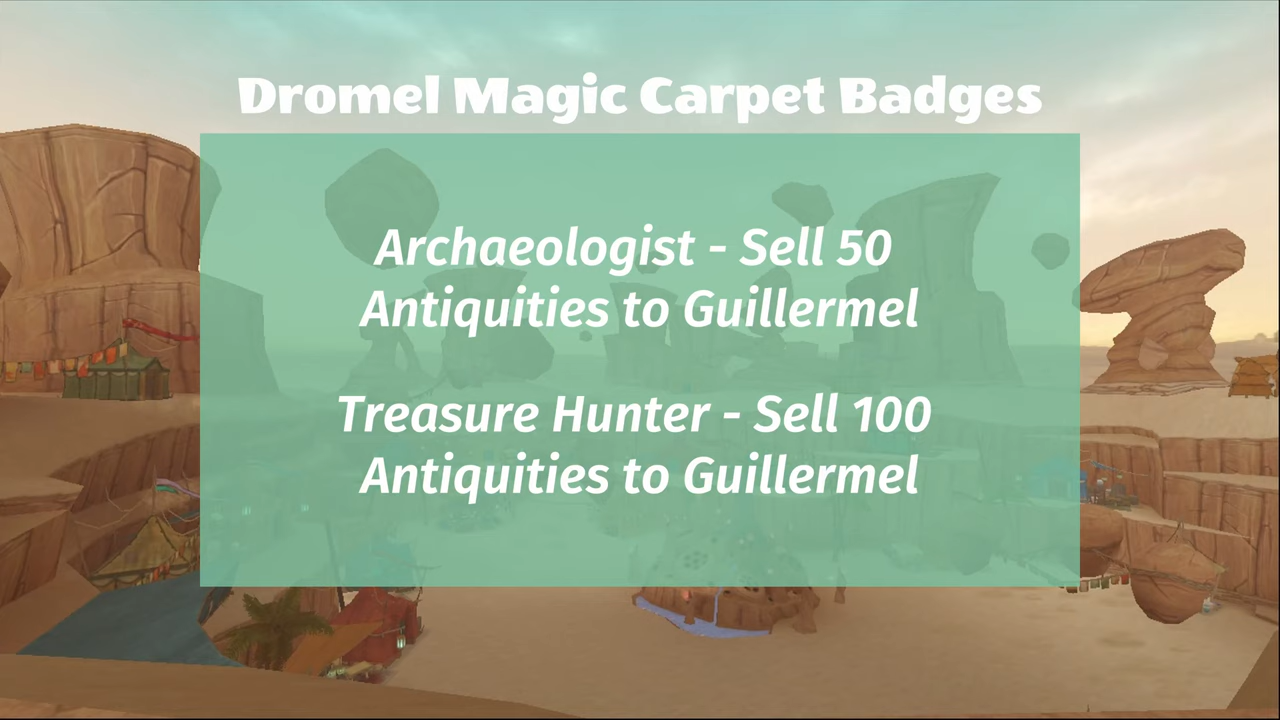 Dromel Magic Carpet Badges
Archaeologist - Sell 50
Antiquities to Guillermel
Treasure Hunter - Sell 100
Antiquities to Guillermel